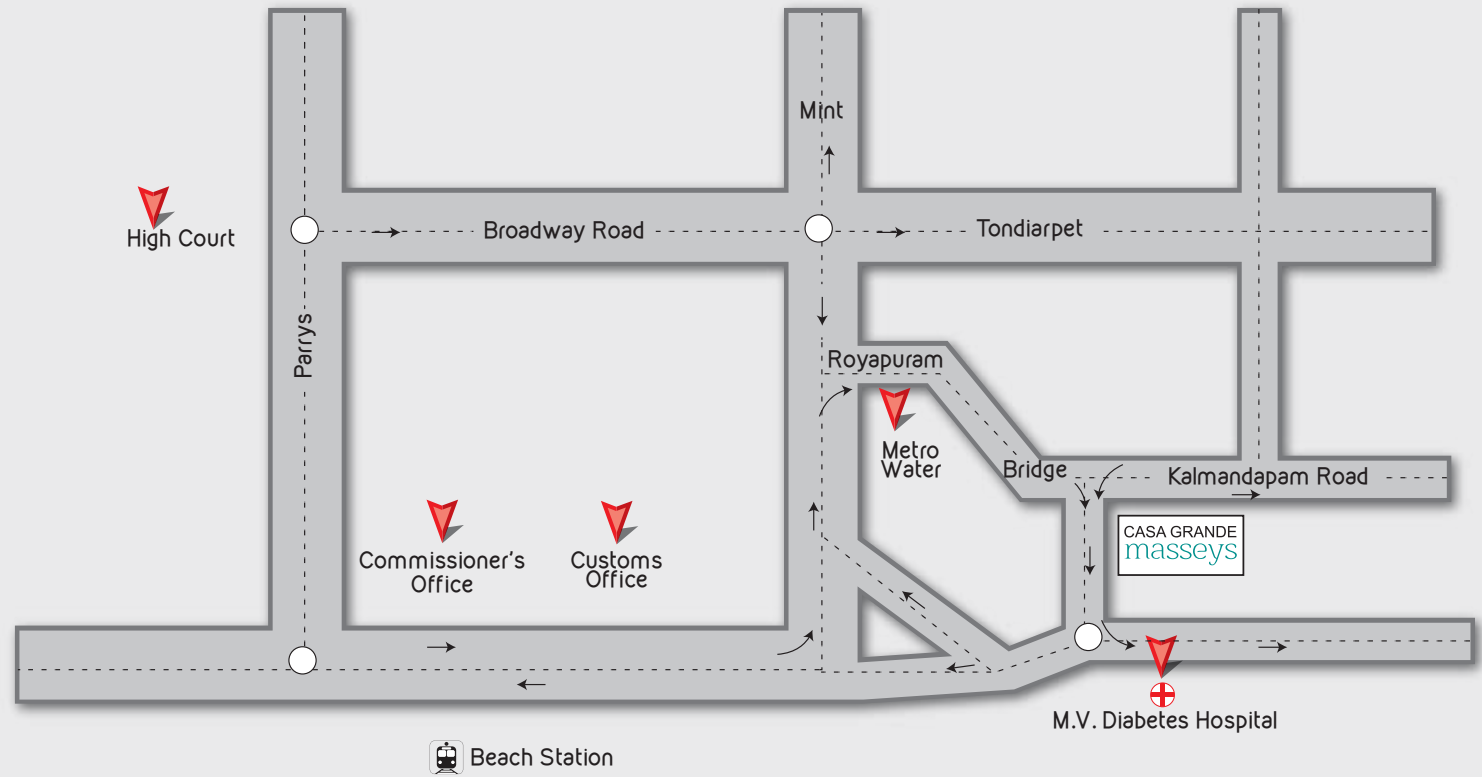 Mint
High Court
Broadway Road
Tondiarpet
Parrys
Royapuram
Metro
Water
Bridge
Kalmandapam Road
Commissioner's
Office
Customs
Office
CASA GRANDE
masseys
M.V. Diabetes Hospital
Beach Station